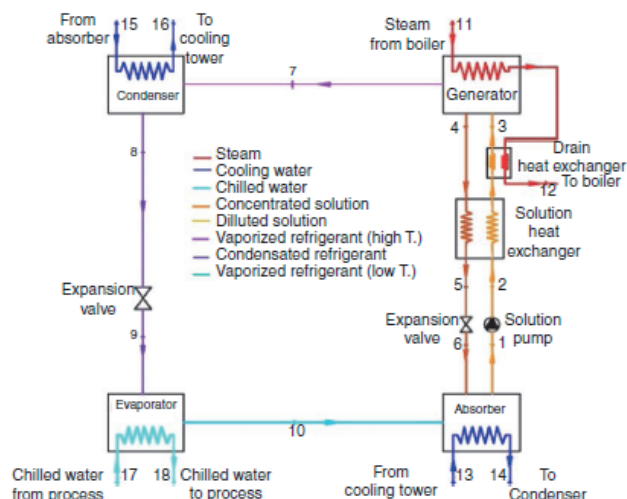 From
absorber
15
16
To
cooling
tower
11
Steam
from boiler
Condenser
7
Generator
8
4
3
Drain
heat exchanger
To boiler
12
Steam
Cooling water
Chilled water
Concentrated solution
Dilluted solution
Vaporized refrigerant (high T.)
Condensated refrigerant
Vaporized refrigerant (low T.)
Solution
heat
exchanger
Expansion
valve
5
2
9
Expansion
valve
6
Solution
pump
1
Evaporator
10
Absorber
Chilled water
from process
17
18
Chilled water
to process
From
cooling tower
13
14
To
Condenser